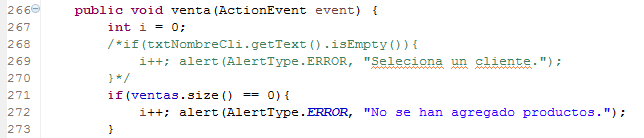 266 public void venta(ActionEvent event) {
267 int i = 0;
268 /*if(txtNombreCli.getText().isEmpty()){
269 i++; alert(AlertType.ERROR, "Seleciona un cliente.");
270 }*/
271 if(ventas.size() == 0){
272 i++; alert(AlertType.ERROR, "No se han agregado productos.");
273 }